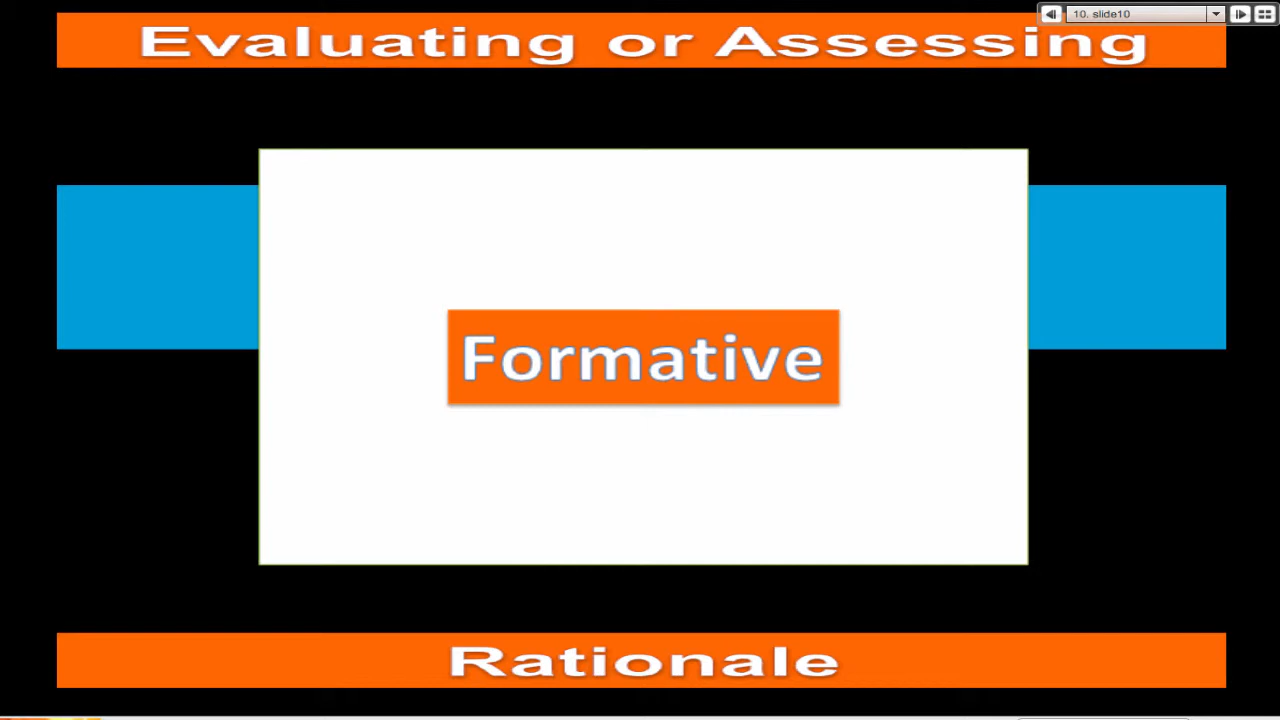 10. slide10
Evaluating or Assessing
Formative
Rationale